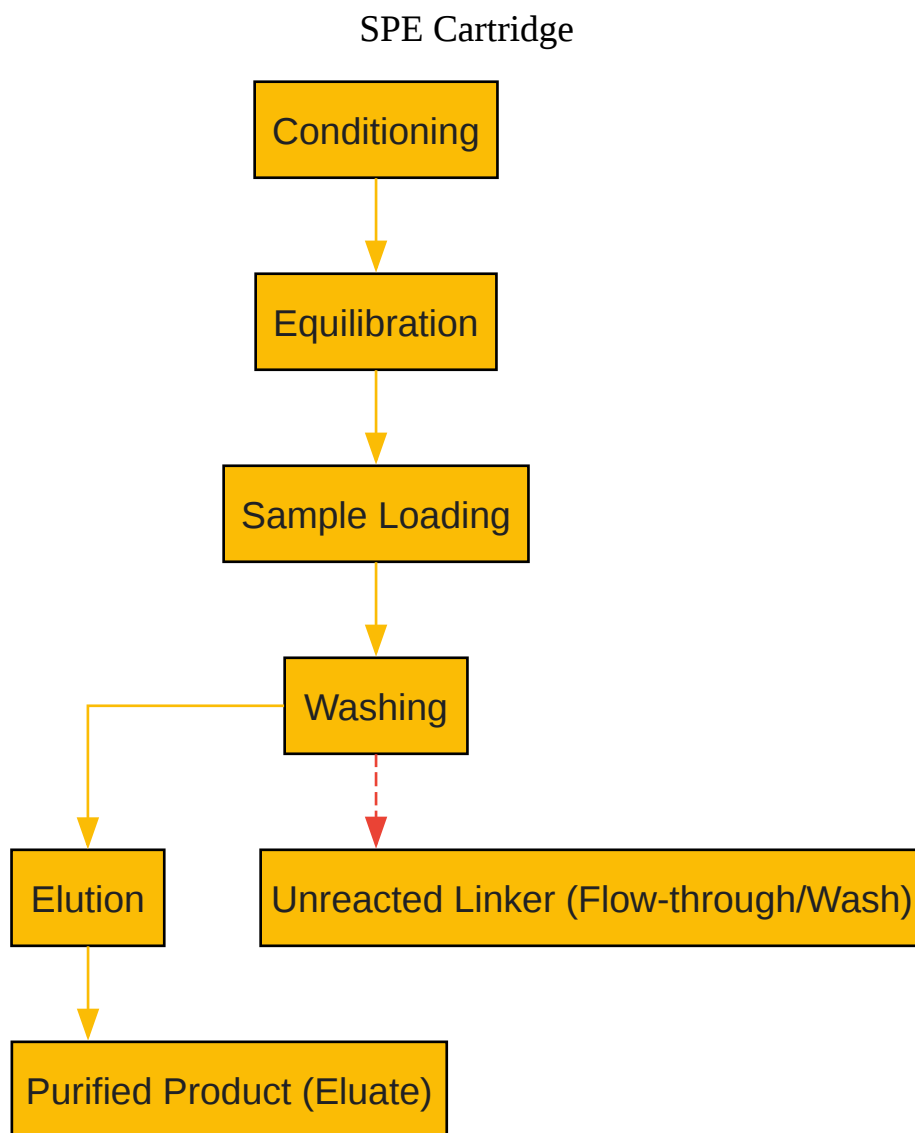 SPE Cartridge
Conditioning
Equilibration
Sample Loading
Washing
Elution
Unreacted Linker (Flow-through/Wash)
Purified Product (Eluate)